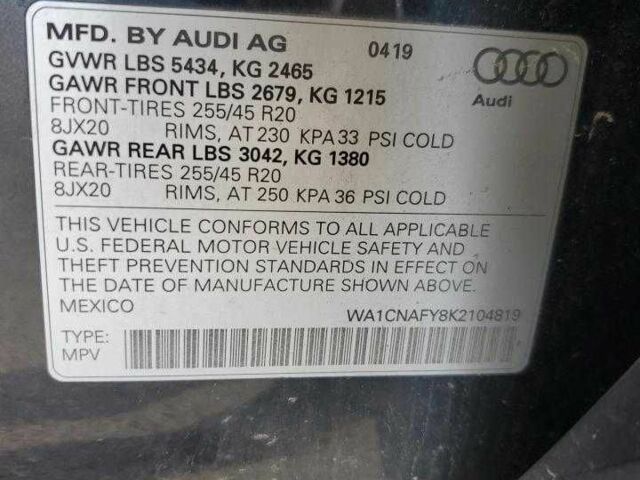 MFD. BY AUDI AG 0419
GVWR LBS 5434, KG 2465
GAWR FRONT LBS 2679, KG 1215
Audi
FRONT-TIRES 255/45 R20
8JX20 RIMS, AT 230 KPA 33 PSI COLD
GAWR REAR LBS 3042, KG 1380
REAR-TIRES 255/45 R20
8JX20 RIMS, AT 250 KPA 36 PSI COLD
THIS VEHICLE CONFORMS TO ALL APPLICABLE
U.S. FEDERAL MOTOR VEHICLE SAFETY AND
THEFT PREVENTION STANDARDS IN EFFECT ON
THE DATE OF MANUFACTURE SHOWN ABOVE.
MEXICO WA1CNAFY8K2104819
TYPE:
MPV